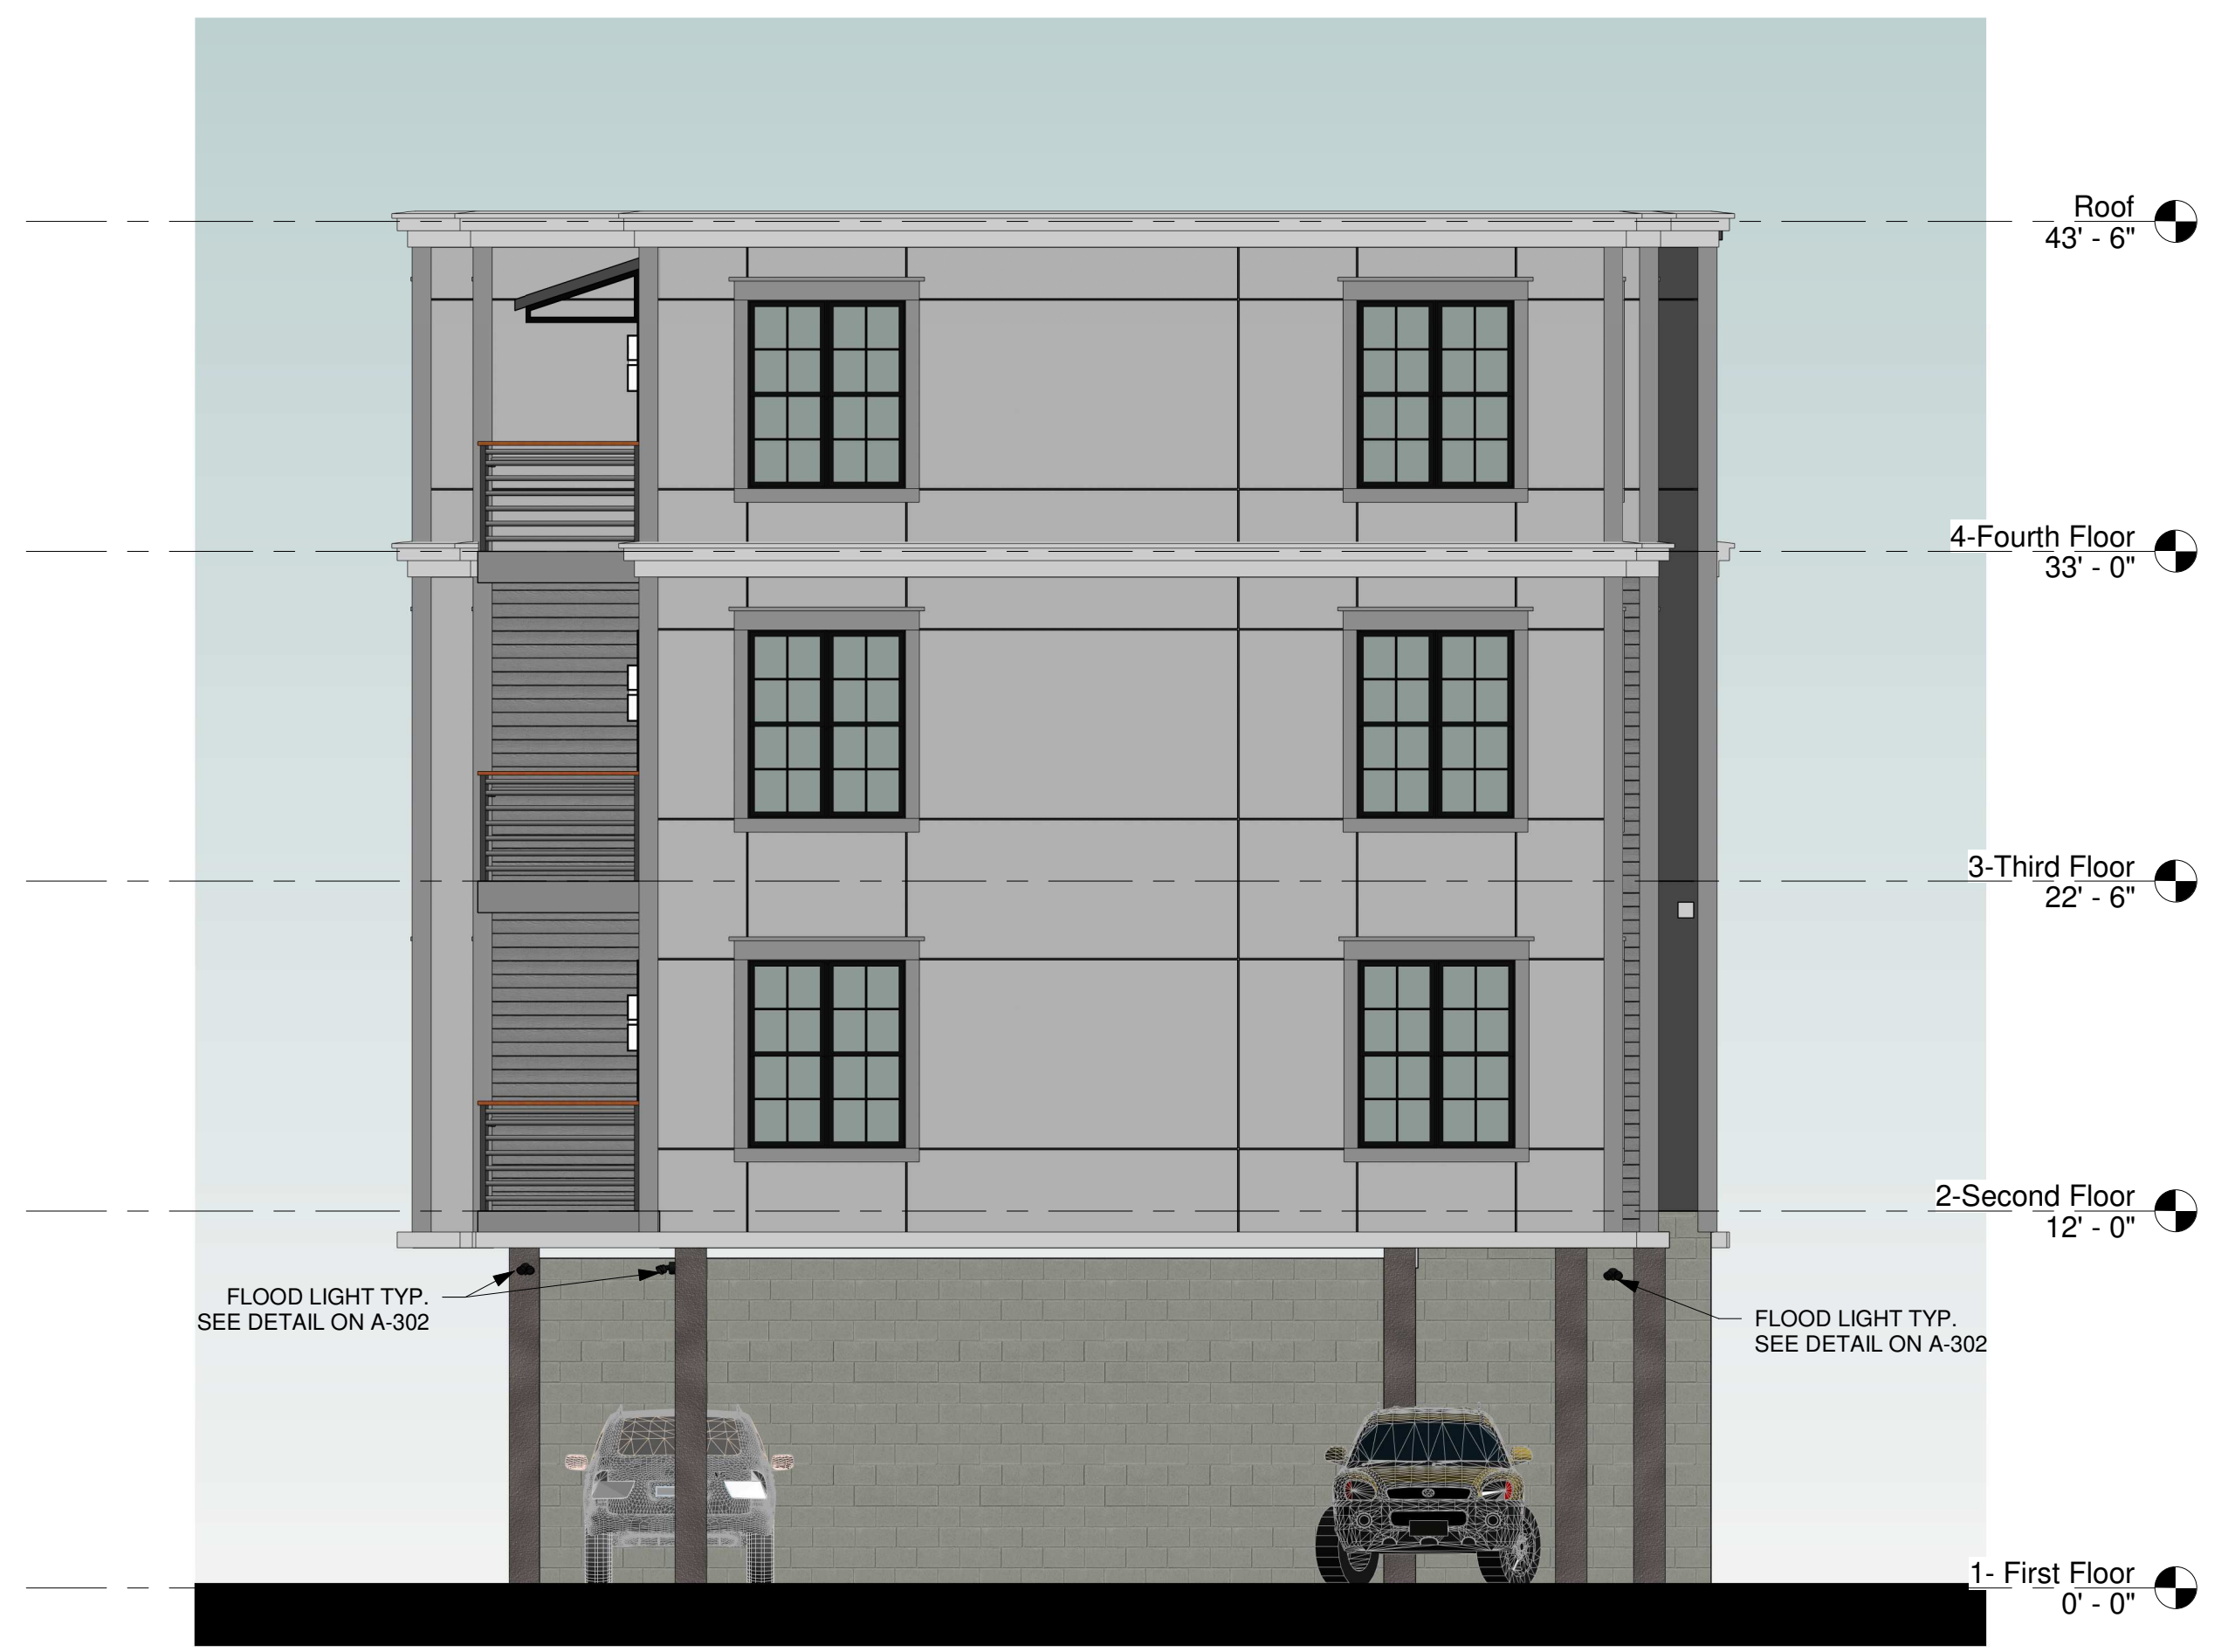 Roof
43' - 6"
4-Fourth Floor
33' - 0"
3-Third Floor
22' - 6"
2-Second Floor
12' - 0"
FLOOD LIGHT TYP.
SEE DETAIL ON A-302
FLOOD LIGHT TYP.
SEE DETAIL ON A-302
1- First Floor
0' - 0"